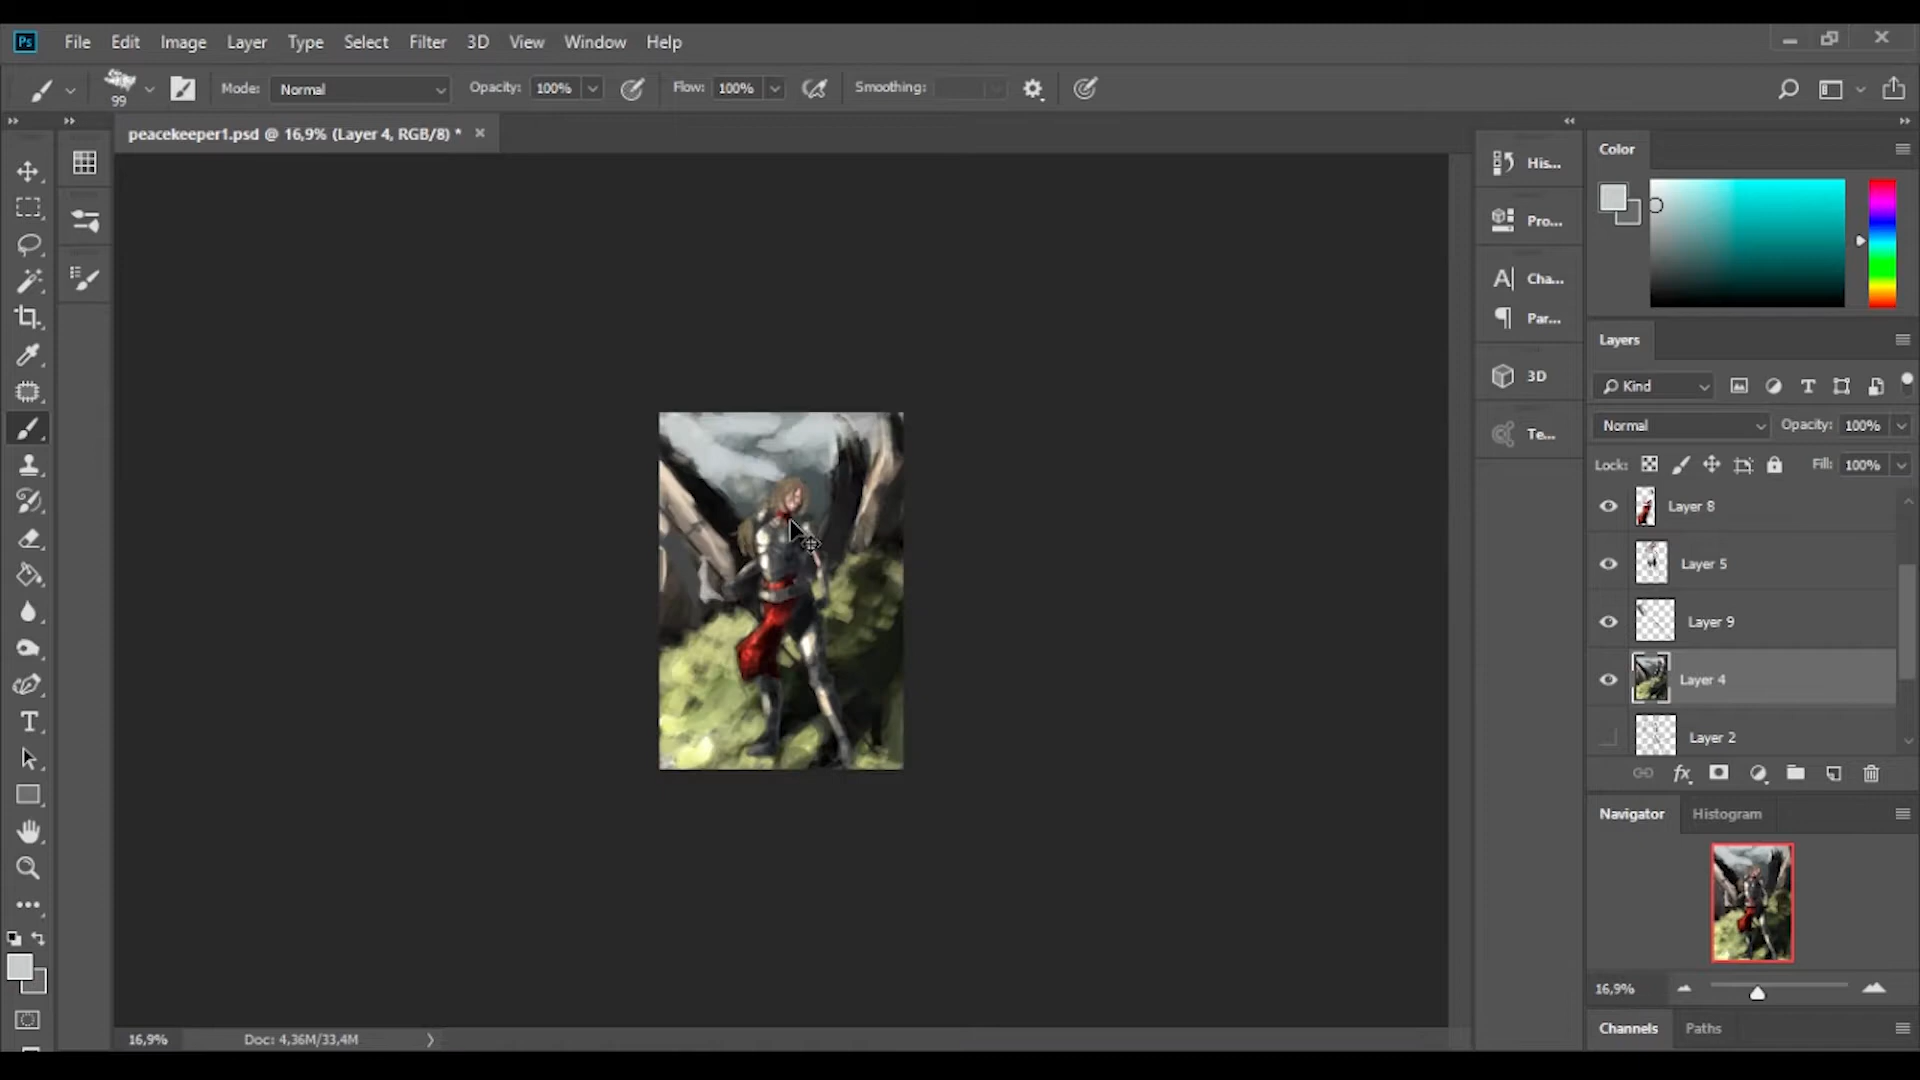 Ps File Edit Image Layer Type Select Filter 3D View Window Help
99 Mode: Normal Opacity: 100% Flow: 100% Smoothing:
peacekeeper1.psd @ 16,9% (Layer 4, RGB/8) *
His...
Pro...
Cha...
Par...
3D
Te...
Color
Layers
Kind
Normal Opacity: 100%
Lock: Fill: 100%
Layer 8
Layer 5
Layer 9
Layer 4
Layer 2
Navigator Histogram
16,9%
Channels Paths
16,9% Doc: 4,36M/33,4M